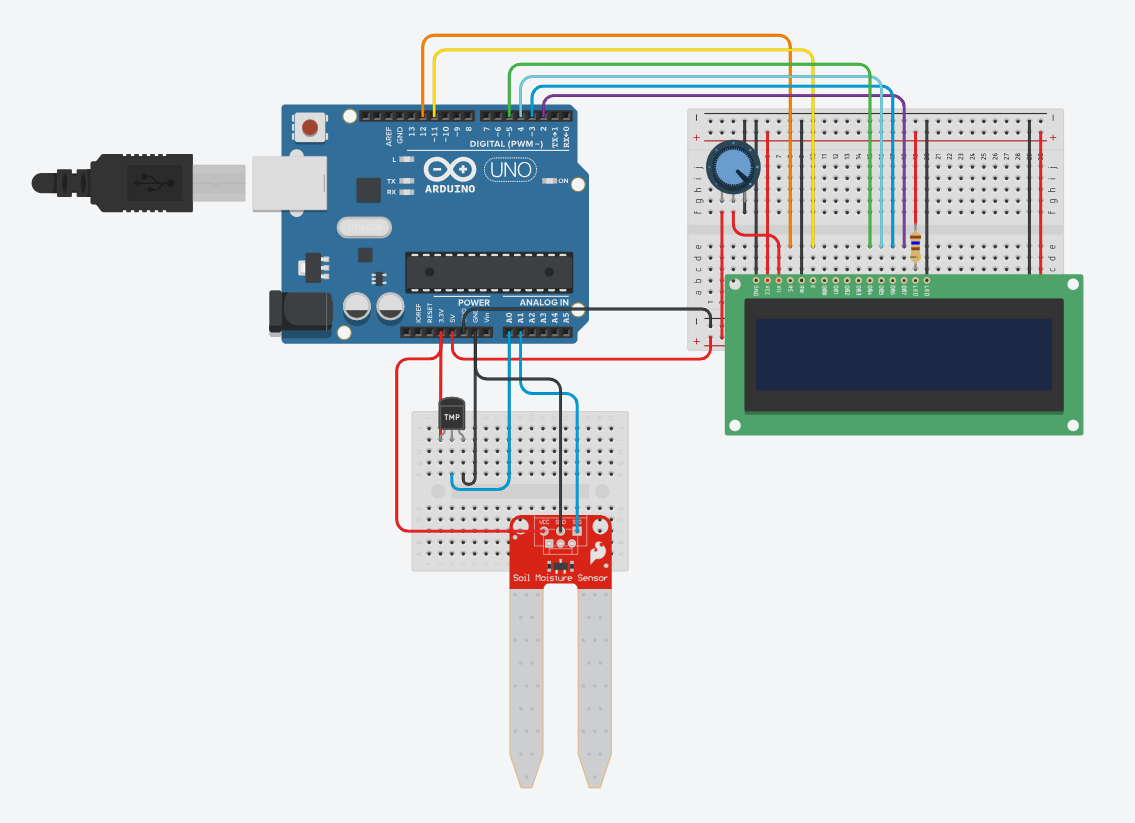 AREF
GND
13
12
~11
~10
~9
8
7
~6
~5
4
~3
2
TX→1
RX←0
DIGITAL (PWM~)
L
TX
RX
ARDUINO
UNO
ON
POWER
ANALOG IN
IOREF
RESET
3.3V
5V
GND
Vin
A0
A1
A2
A3
A4
A5
TMP
VCC
GND
SIG
Soil Moisture Sensor
j
i
h
g
f
e
d
c
b
a